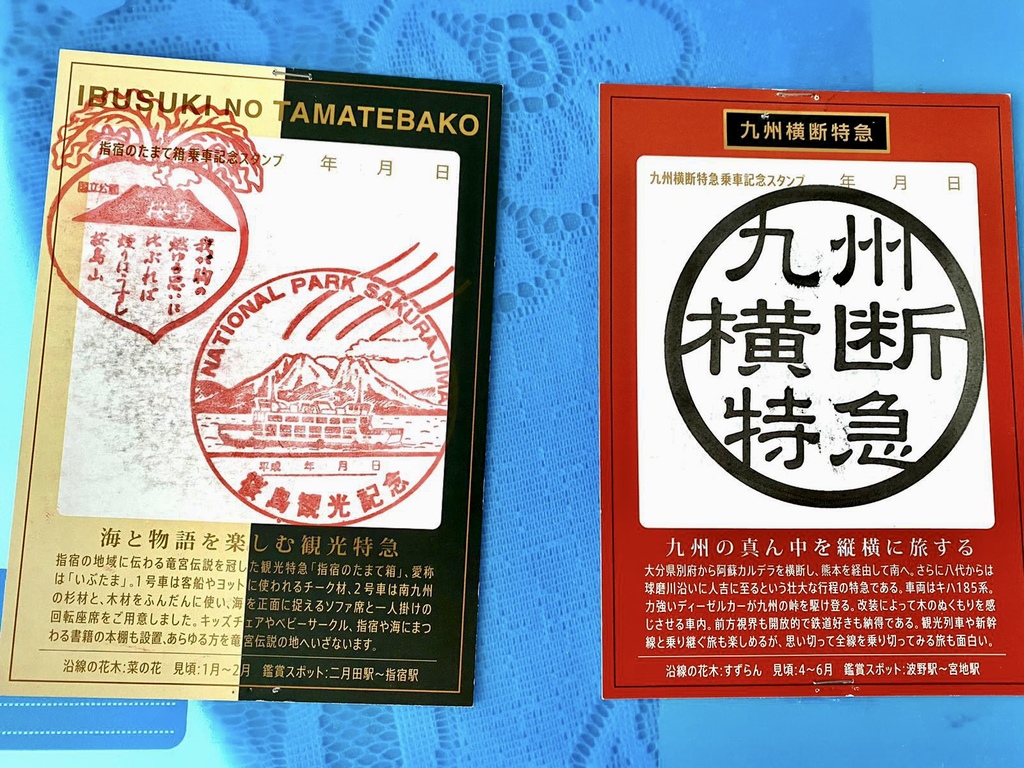 IBUSUKI NO TAMATEBAKO
指宿のたまて箱乗車記念スタンプ 年 月 日
国立公園
桜島
我が胸の
燃ゆる思いに
比ぶれば
煙りはうすし
桜島山
NATIONAL PARK SAKURAJIMA
平成 年 月 日
桜島観光記念
海と物語を楽しむ観光特急
指宿の地域に伝わる竜宮伝説を冠した観光特急「指宿のたまて箱」、愛称
は「いぶたま」。1号車は客船やヨットに使われるチーク材、2号車は南九州
の杉材と、木材をふんだんに使い、海を正面に捉えるソファ席と一人掛けの
回転座席をご用意しました。キッズチェアやベビーサークル、指宿や海にまつ
わる書籍の本棚も設置、あらゆる方を竜宮伝説の地へいざないます。
沿線の花木:菜の花 見頃:1月～2月 鑑賞スポット:二月田駅～指宿駅
九州横断特急
九州横断特急乗車記念スタンプ 年 月 日
九州
横断
特急
九州の真ん中を縦横に旅する
大分県別府から阿蘇カルデラを横断し、熊本を経由して南へ。さらに八代からは
球磨川沿いに人吉に至るという壮大な行程の特急である。車両はキハ185系。
力強いディーゼルカーが九州の峠を駆け登る。改装によって木のぬくもりを感
じさせる車内。前方視界も開放的で鉄道好きも納得である。観光列車や新幹
線と乗り継ぐ旅も楽しめるが、思い切って全線を乗り切ってみる旅も面白い。
沿線の花木:すずらん 見頃:4～6月 鑑賞スポット:波野駅～宮地駅